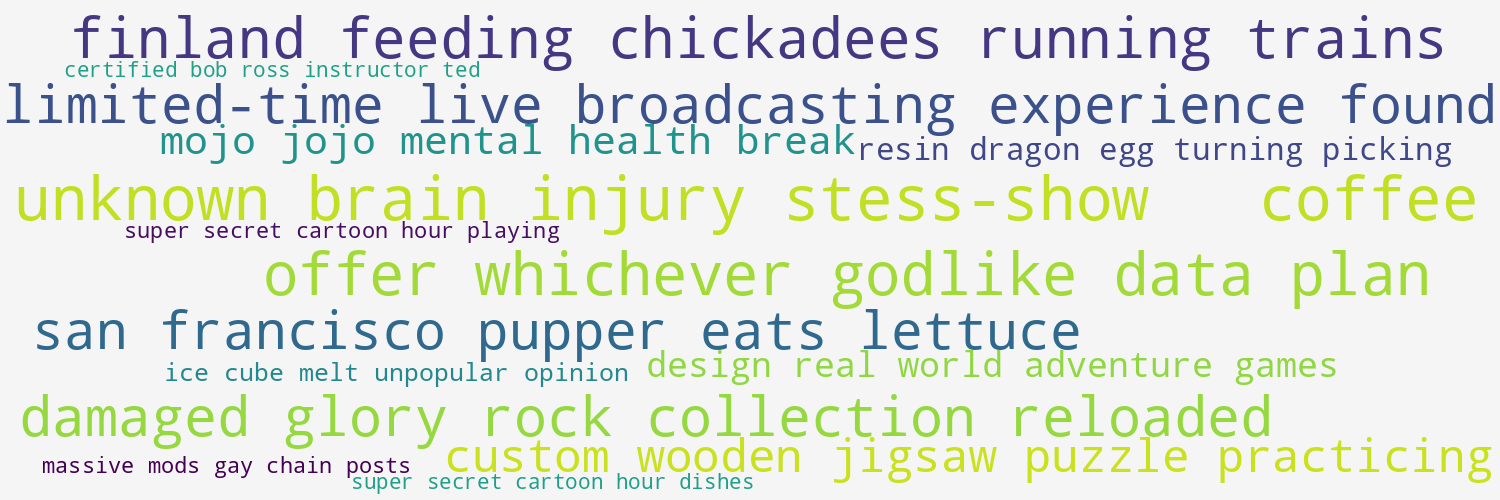 finland feeding chickadees running trains
certified bob ross instructor ted
limited-time live broadcasting experience found
mojo jojo mental health break
resin dragon egg turning picking
unknown brain injury stess-show coffee
super secret cartoon hour playing
offer whichever godlike data plan
san francisco pupper eats lettuce
ice cube melt unpopular opinion
design real world adventure games
damaged glory rock collection reloaded
custom wooden jigsaw puzzle practicing
massive mods gay chain posts
super secret cartoon hour dishes